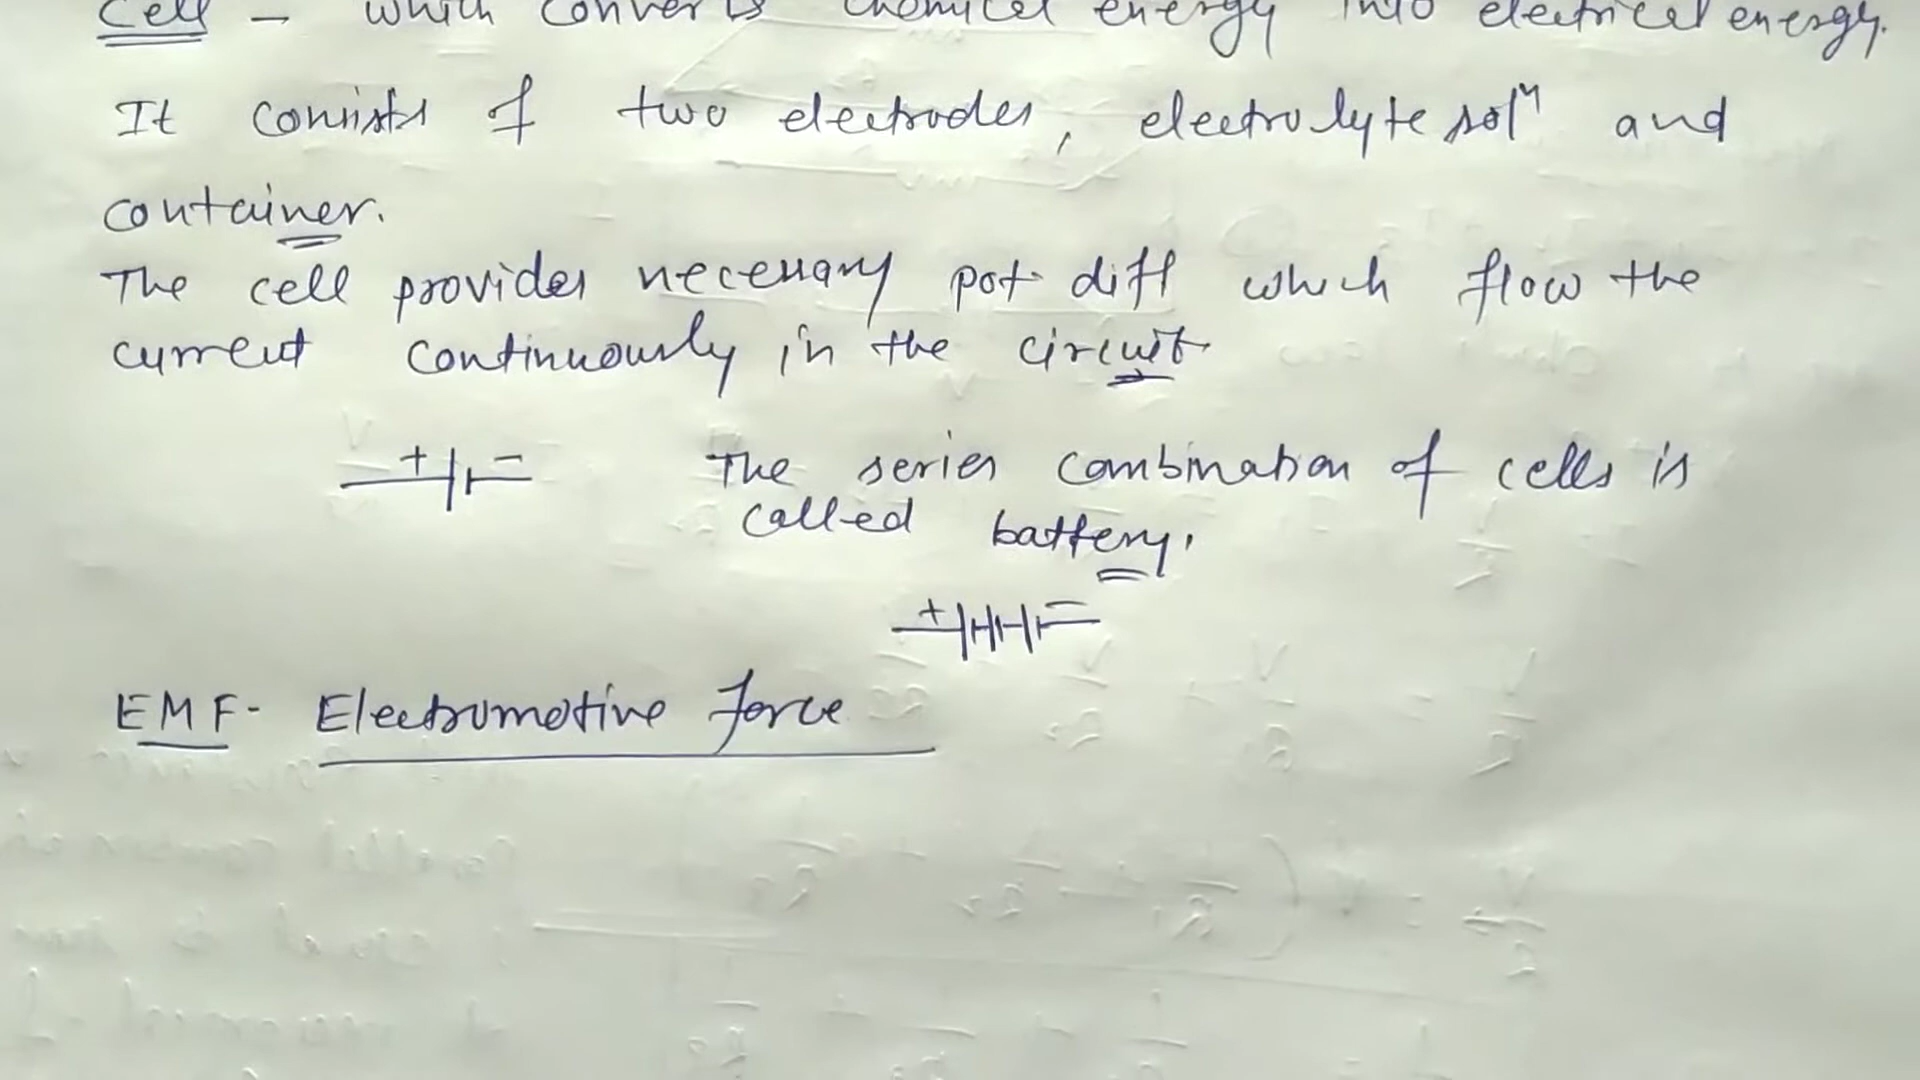 Cell – which converts chemical energy into electrical energy.
It consists of two electrodes, electrolyte solⁿ and
container.
The cell provides necessary pot. diff which flow the
current continuously in the circuit
+ –
The series combination of cells is
called battery.
+ –
EMF- Electromotive force